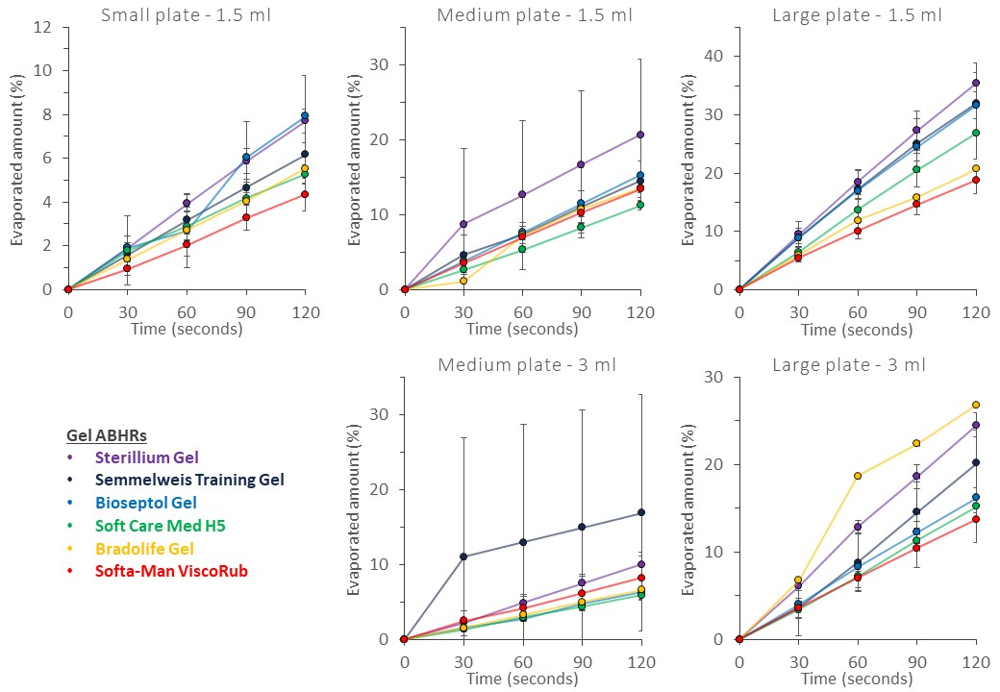 Small plate - 1.5 ml
Evaporated amount (%)
12
10
8
6
4
2
0
0 30 60 90 120
Time (seconds)
Medium plate - 1.5 ml
Evaporated amount (%)
30
20
10
0
0 30 60 90 120
Time (seconds)
Large plate - 1.5 ml
Evaporated amount (%)
40
30
20
10
0
0 30 60 90 120
Time (seconds)
Gel ABHRs
• Sterillium Gel
• Semmelweis Training Gel
• Bioseptol Gel
• Soft Care Med H5
• Bradolife Gel
• Softa-Man ViscoRub
Medium plate - 3 ml
Evaporated amount (%)
30
20
10
0
0 30 60 90 120
Time (seconds)
Large plate - 3 ml
Evaporated amount (%)
30
20
10
0
0 30 60 90 120
Time (seconds)